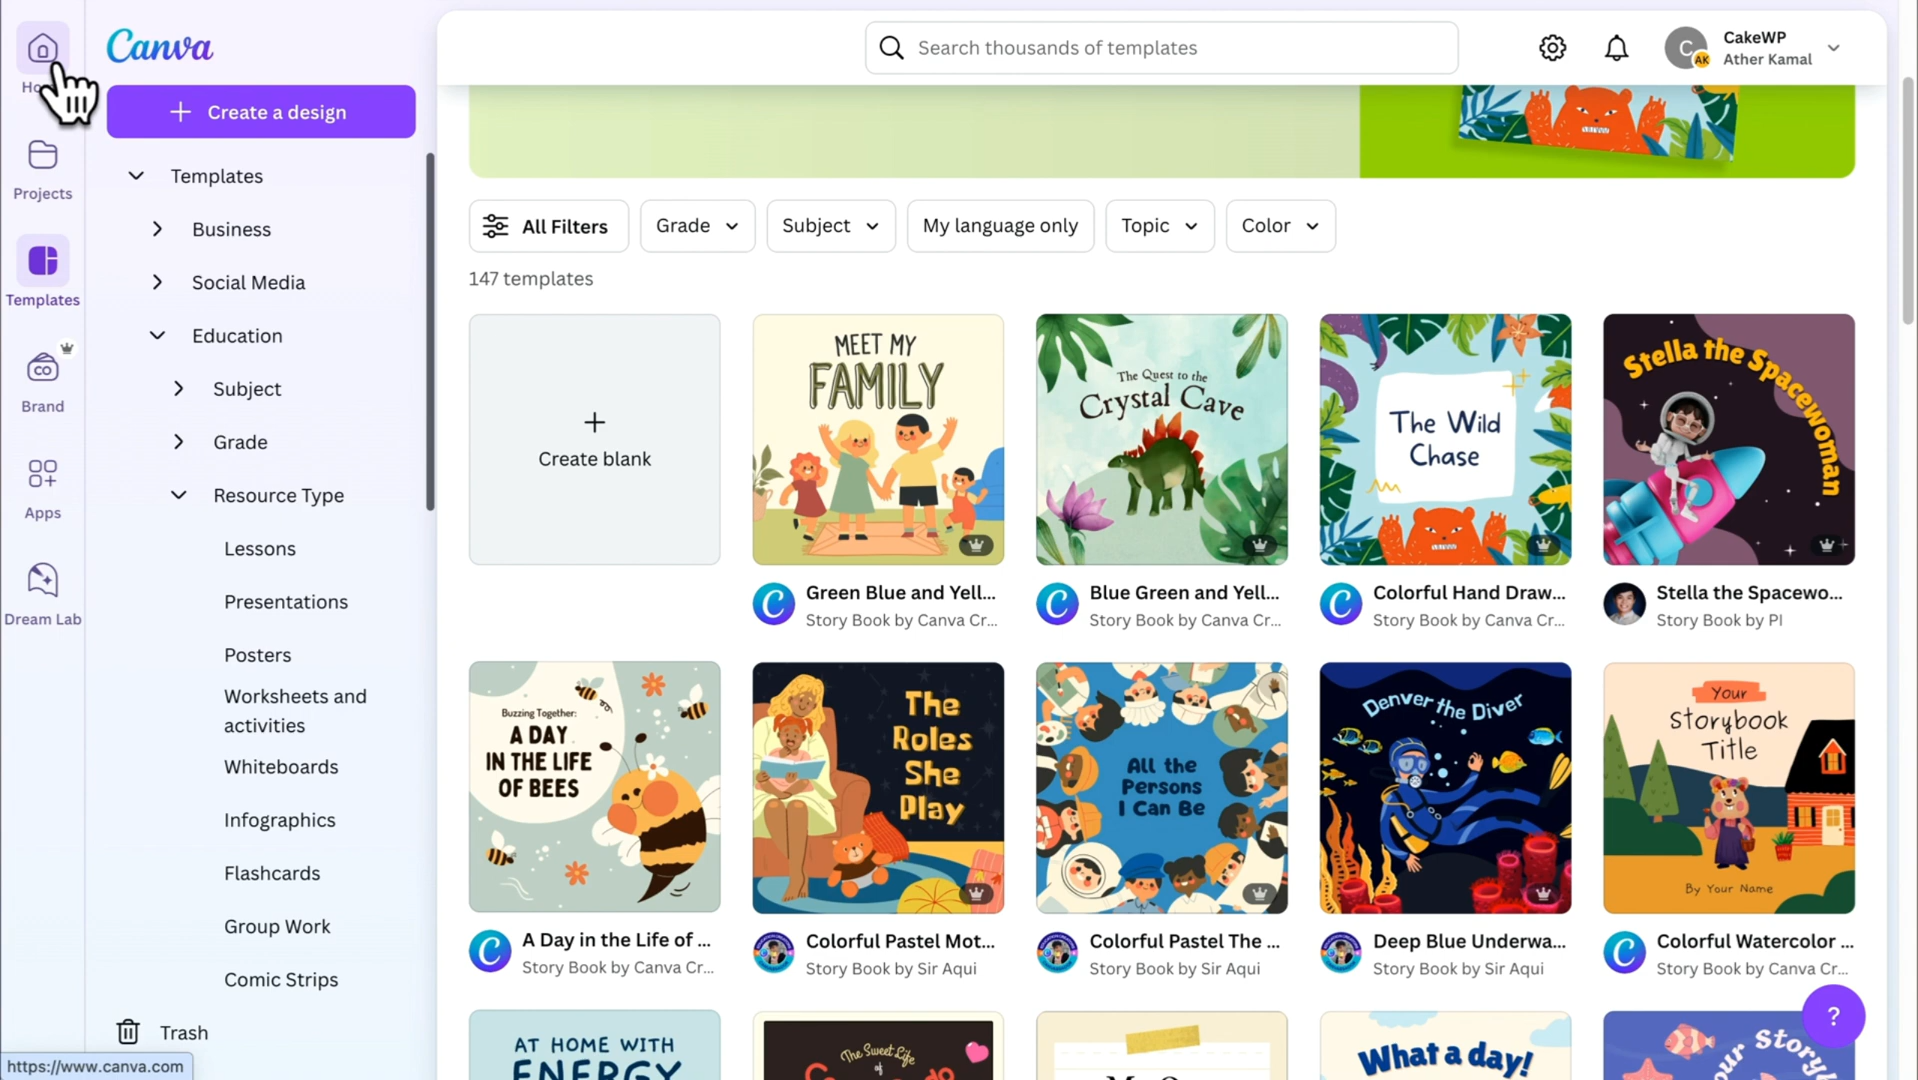 Canva
Search thousands of templates
CakeWP
Ather Kamal
C
AK
Create a design
Projects
Templates
Brand
Apps
Dream Lab
Templates
Business
Social Media
Education
Subject
Grade
Resource Type
Lessons
Presentations
Posters
Worksheets and
activities
Whiteboards
Infographics
Flashcards
Group Work
Comic Strips
Trash
https://www.canva.com
All Filters
Grade
Subject
My language only
Topic
Color
147 templates
Create blank
MEET MY
FAMILY
Green Blue and Yell...
Story Book by Canva Cr...
The Quest to the
Crystal Cave
Blue Green and Yell...
Story Book by Canva Cr...
The Wild
Chase
Colorful Hand Draw...
Story Book by Canva Cr...
Stella the Spacewoman
Stella the Spacewo...
Story Book by PI
Buzzing Together:
A DAY
IN THE LIFE
OF BEES
A Day in the Life of ...
Story Book by Canva Cr...
The
Roles
She
Play
Colorful Pastel Mot...
Story Book by Sir Aqui
All the
Persons
I Can Be
Colorful Pastel The ...
Story Book by Sir Aqui
Denver the Diver
Deep Blue Underwa...
Story Book by Sir Aqui
Your
Storybook
Title
By Your Name
Colorful Watercolor ...
Story Book by Canva Cr...
AT HOME WITH
ENERGY
The Sweet Life
of
What a day!
?